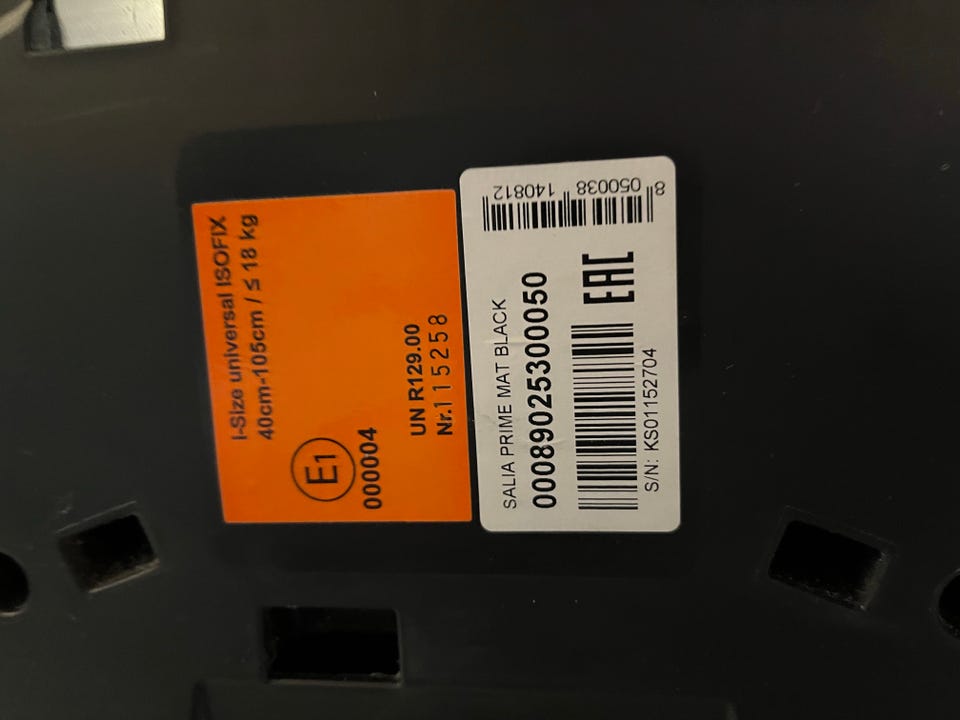 i-Size universal ISOFIX
40cm-105cm / ≤ 18 kg
E1
000004
UN R129.00
Nr.115258
SALIA PRIME MAT BLACK
00089025300050
EAC
S/N: KS01152704
8 050038 140812